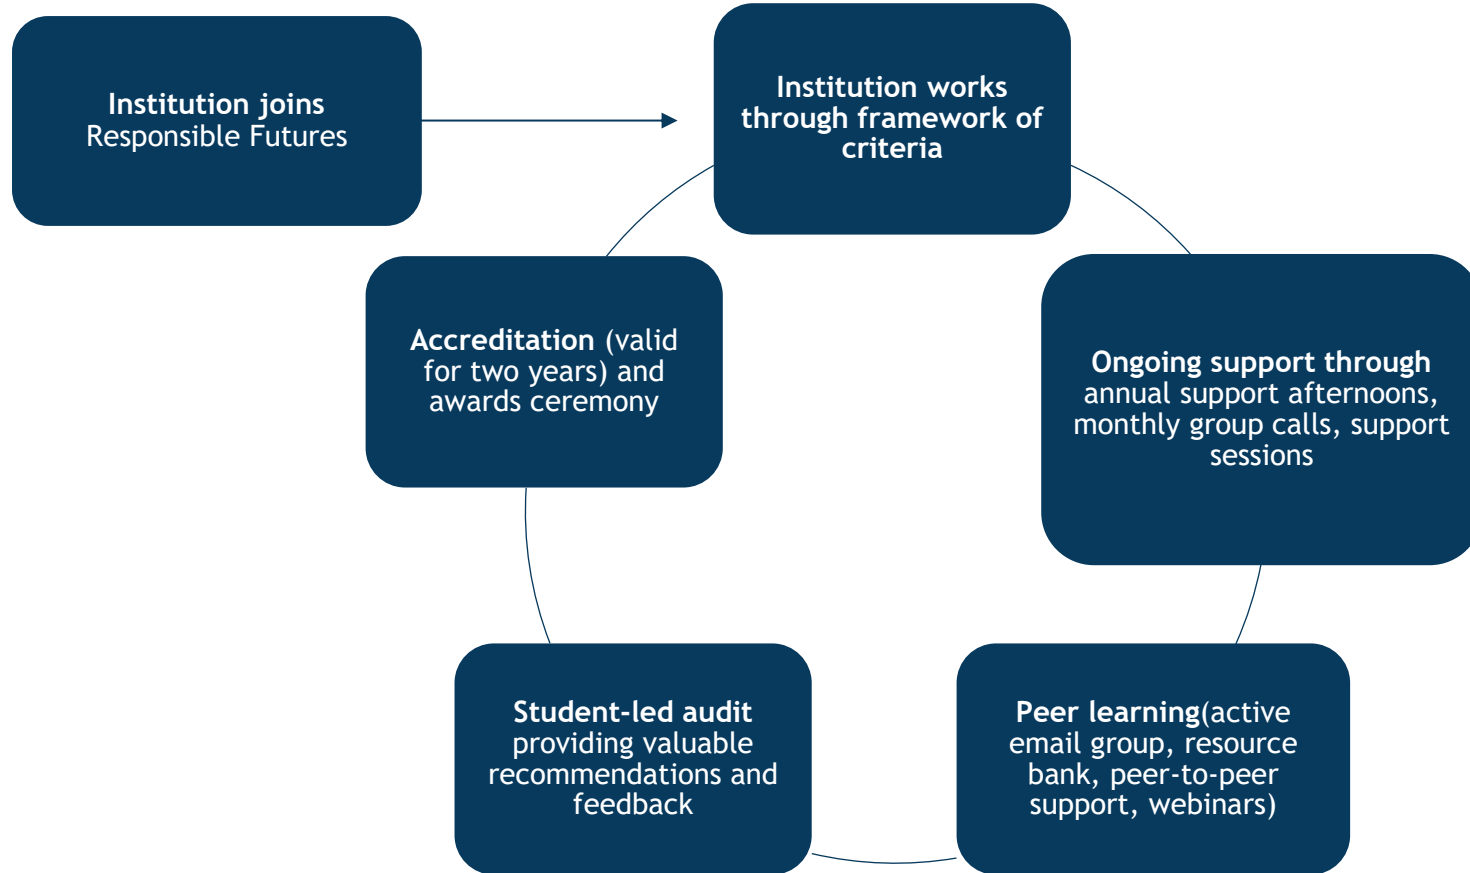 Institution joins
Responsible Futures
Institution works
through framework of
criteria
Ongoing support through
annual support afternoons,
monthly group calls, support
sessions
Peer learning(active
email group, resource
bank, peer-to-peer
support, webinars)
Student-led audit
providing valuable
recommendations and
feedback
Accreditation (valid
for two years) and
awards ceremony